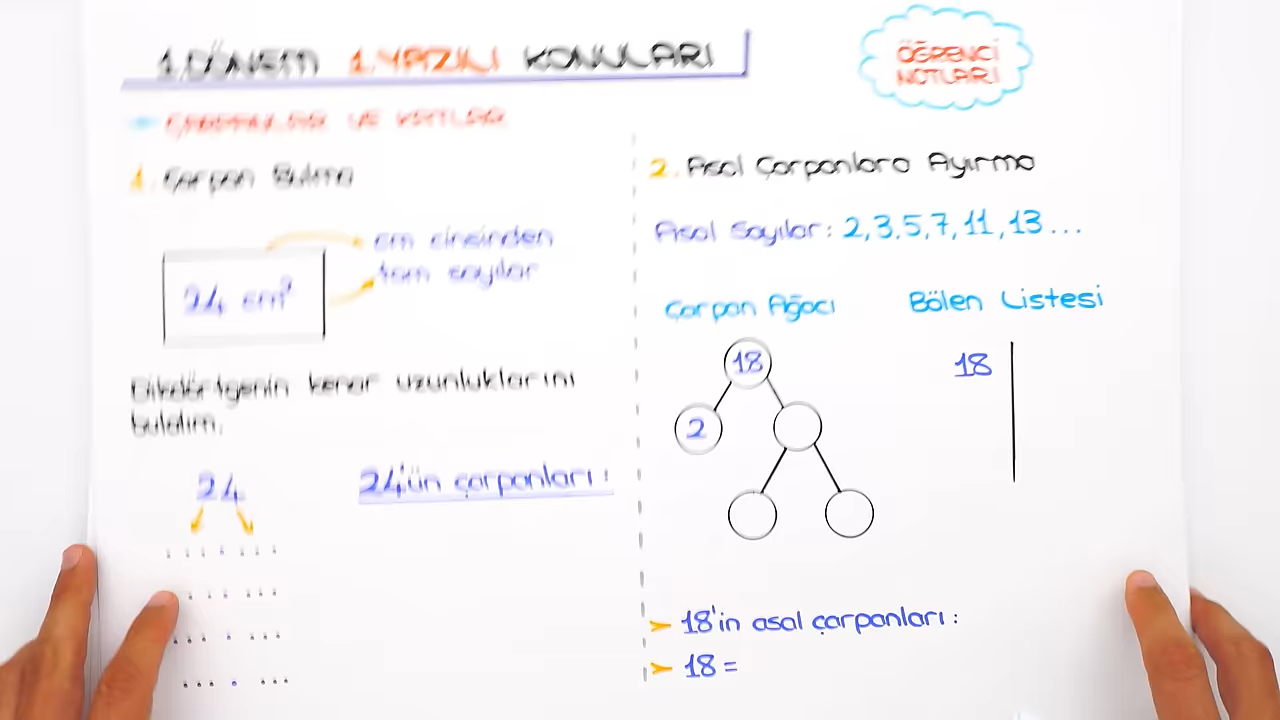 1.DÖNEM 1.YAZILI KONULARI
ÖĞRENCİ
NOTLARI
ÇARPANLAR VE KATLAR
1. Çarpan Bulma
24 cm²
cm cinsinden
tam sayılar
Dikdörtgenin kenar uzunluklarını
bulalım.
24
24'ün çarpanları:
... . ...
... . ...
... . ...
... . ...
2. Asal Çarpanlara Ayırma
Asal Sayılar: 2,3,5,7,11,13...
Çarpan Ağacı
Bölen Listesi
18
2
18
➤ 18'in asal çarpanları:
➤ 18 =